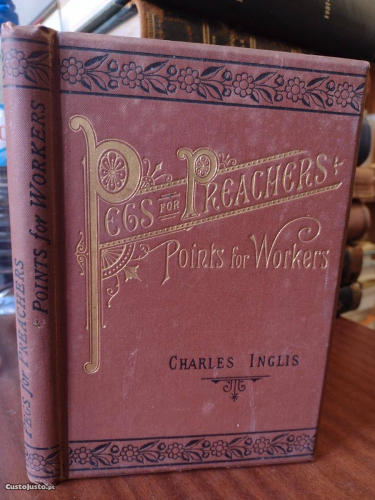 PEGS FOR PREACHERS
Points for Workers
CHARLES INGLIS
PEGS for PREACHERS
& POINTS for WORKERS
CustoJusto.pt